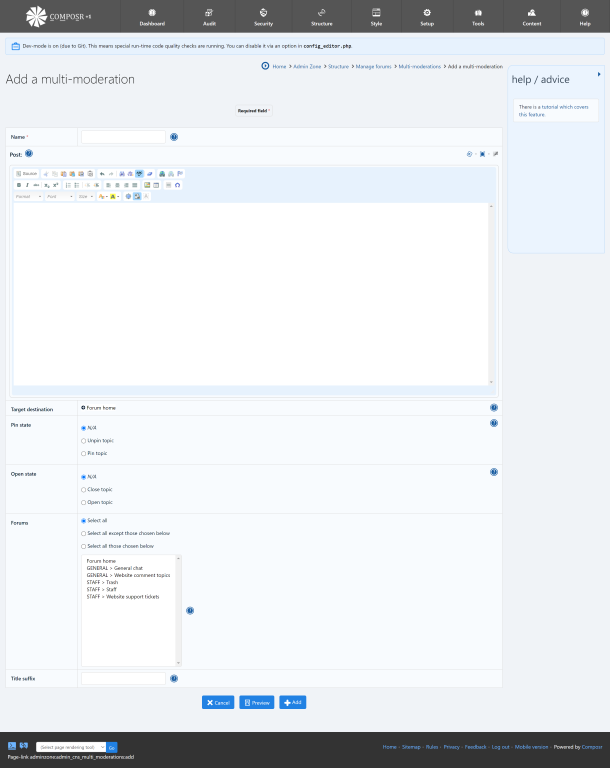 COMPOSR v11
Dashboard
Audit
Security
Structure
Style
Setup
Tools
Content
Help
Dev-mode is on (due to Git). This means special run-time code quality checks are running. You can disable it via an option in config_editor.php.
Home > Admin Zone > Structure > Manage forums > Multi-moderations > Add a multi-moderation
Add a multi-moderation
help / advice
There is a tutorial which covers
this feature.
Required field *
Name *
Post:
Source
Format
Font
Size
Target destination
Forum home
Pin state
N/A
Unpin topic
Pin topic
Open state
N/A
Close topic
Open topic
Forums
Select all
Select all except those chosen below
Select all those chosen below
Forum home
GENERAL > General chat
GENERAL > Website comment topics
STAFF > Trash
STAFF > Staff
STAFF > Website support tickets
Title suffix
Cancel
Preview
Add
(Select page rendering tool)
Go
Home · Sitemap · Rules · Privacy · Feedback · Log out · Mobile version · Powered by Composr
Page-link adminzone:admin_cns_multi_moderations:add